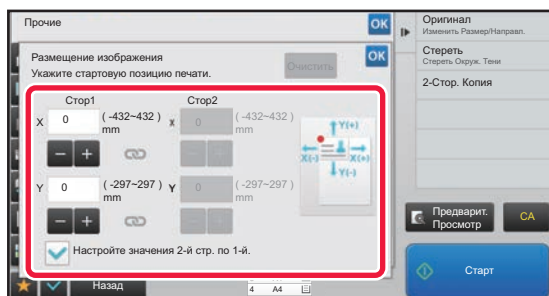 Прочие
OK
Размещение изображения
OK
Укажите стартовую позицию печати.
Очистить
Стор1
Стор2
X 0 ( -432~432 ) mm
x 0 ( -432~432 ) mm
Y 0 ( -297~297 ) mm
Y 0 ( -297~297 ) mm
Y(+)
X(-) X(+)
Y(-)
Настройте значения 2-й стр. по 1-й.
Назад
4 A4
Оригинал
Изменить Размер/Направл.
Стереть
Стереть Окруж. Тени
2-Стор. Копия
Предварит.
Просмотр
CA
Старт